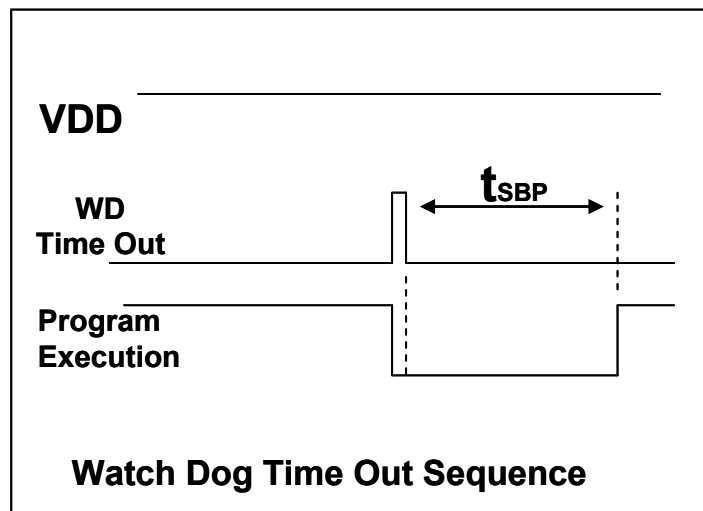 VDD
WD
Time Out
tSBP
Program
Execution
Watch Dog Time Out Sequence